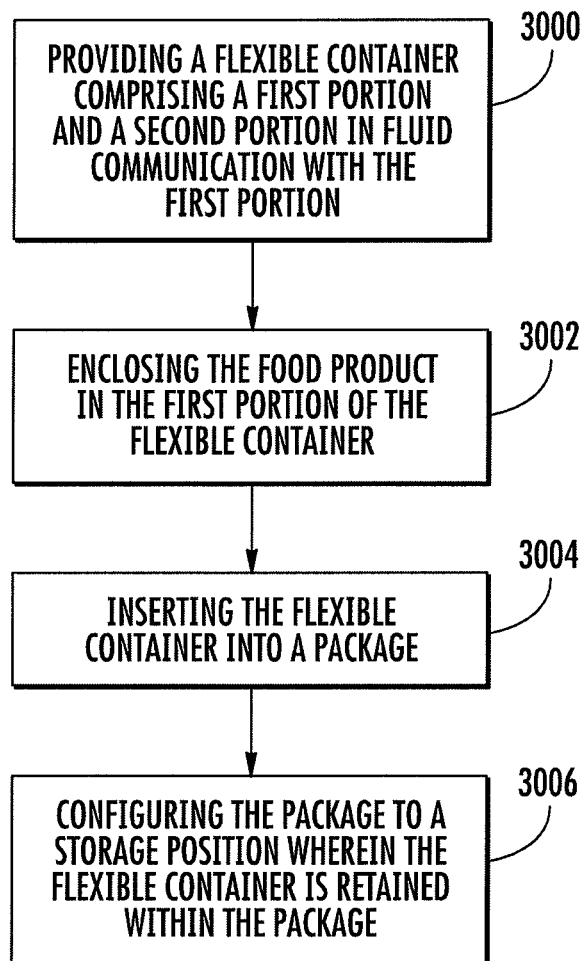 3000
PROVIDING A FLEXIBLE CONTAINER
COMPRISING A FIRST PORTION
AND A SECOND PORTION IN FLUID
COMMUNICATION WITH THE
FIRST PORTION
3002
ENCLOSING THE FOOD PRODUCT
IN THE FIRST PORTION OF THE
FLEXIBLE CONTAINER
3004
INSERTING THE FLEXIBLE
CONTAINER INTO A PACKAGE
3006
CONFIGURING THE PACKAGE TO A
STORAGE POSITION WHEREIN THE
FLEXIBLE CONTAINER IS RETAINED
WITHIN THE PACKAGE